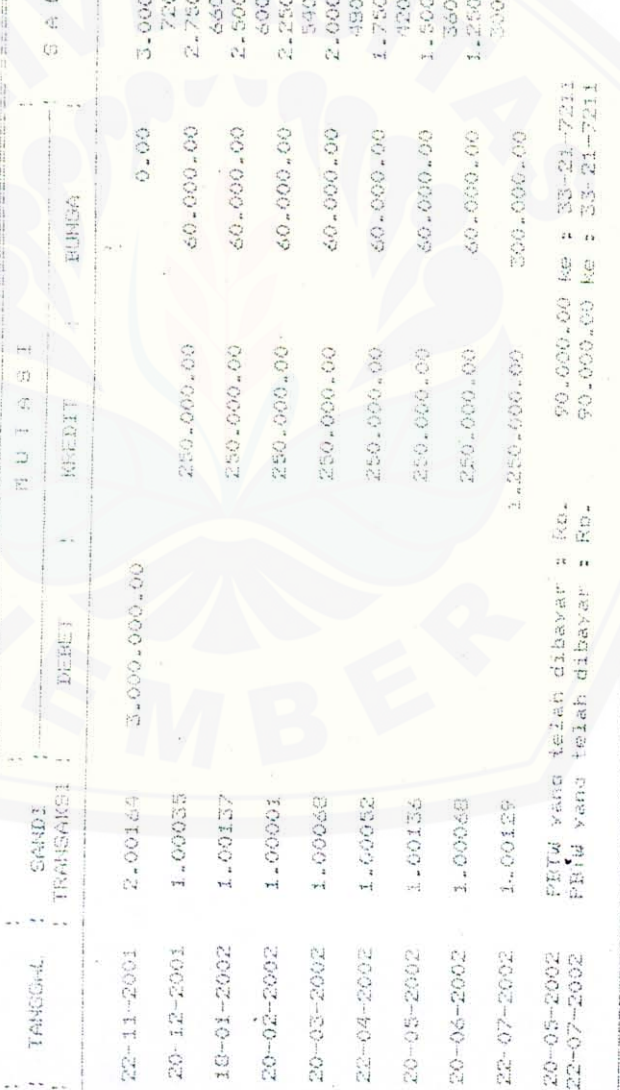 M U T A S I
TANGGAL SANDI TRANSAKSI DEBET KREDIT BUNGA S A
22-11-2001 2.00164 3.000.000.00 0.00 3.000
20-12-2001 1.00035 250.000.00 60.000.00 2.750
18-01-2002 1.00137 250.000.00 60.000.00 2.500
20-02-2002 1.00001 250.000.00 60.000.00 2.250
20-03-2002 1.00068 250.000.00 60.000.00 2.000
22-04-2002 1.00052 250.000.00 60.000.00 1.750
20-05-2002 1.00136 250.000.00 60.000.00 1.500
20-06-2002 1.00068 250.000.00 60.000.00 1.250
22-07-2002 1.00129 1.250.000.00 300.000.00
20-05-2002 PBTW yang telah dibayar : Rp. 90.000.00 ke : 33-21-7211
22-07-2002 PBTW yang telah dibayar : Rp. 90.000.00 ke : 33-21-7211
EMBER